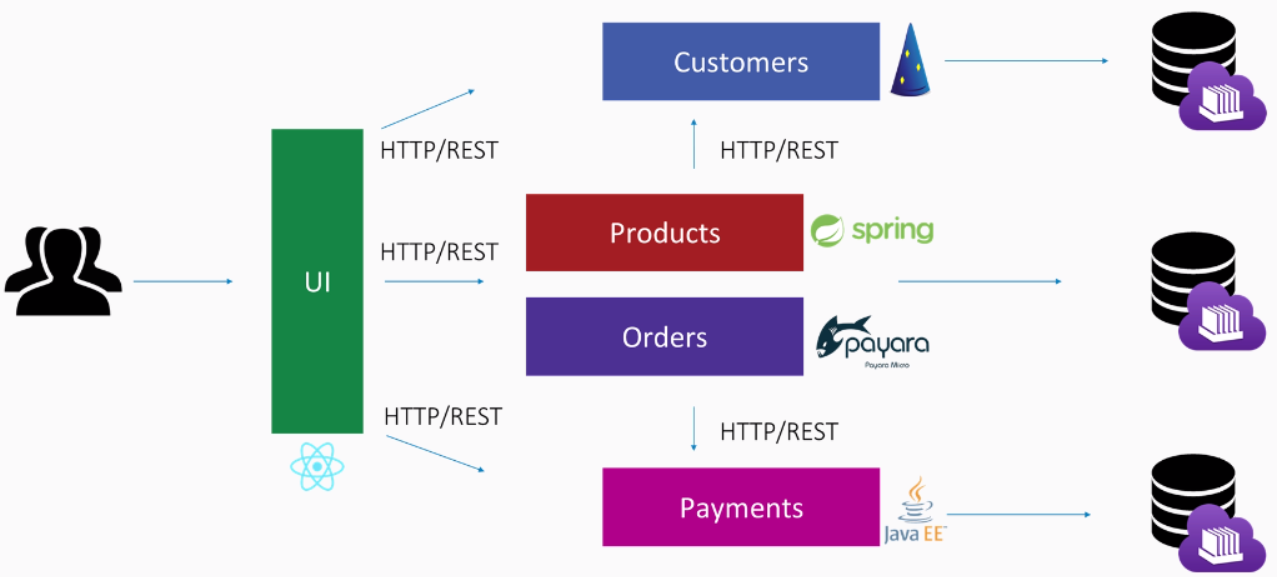 Customers
HTTP/REST
HTTP/REST
Products
spring
HTTP/REST
UI
Orders
payara
Payara Micro
HTTP/REST
HTTP/REST
Payments
Java EE™